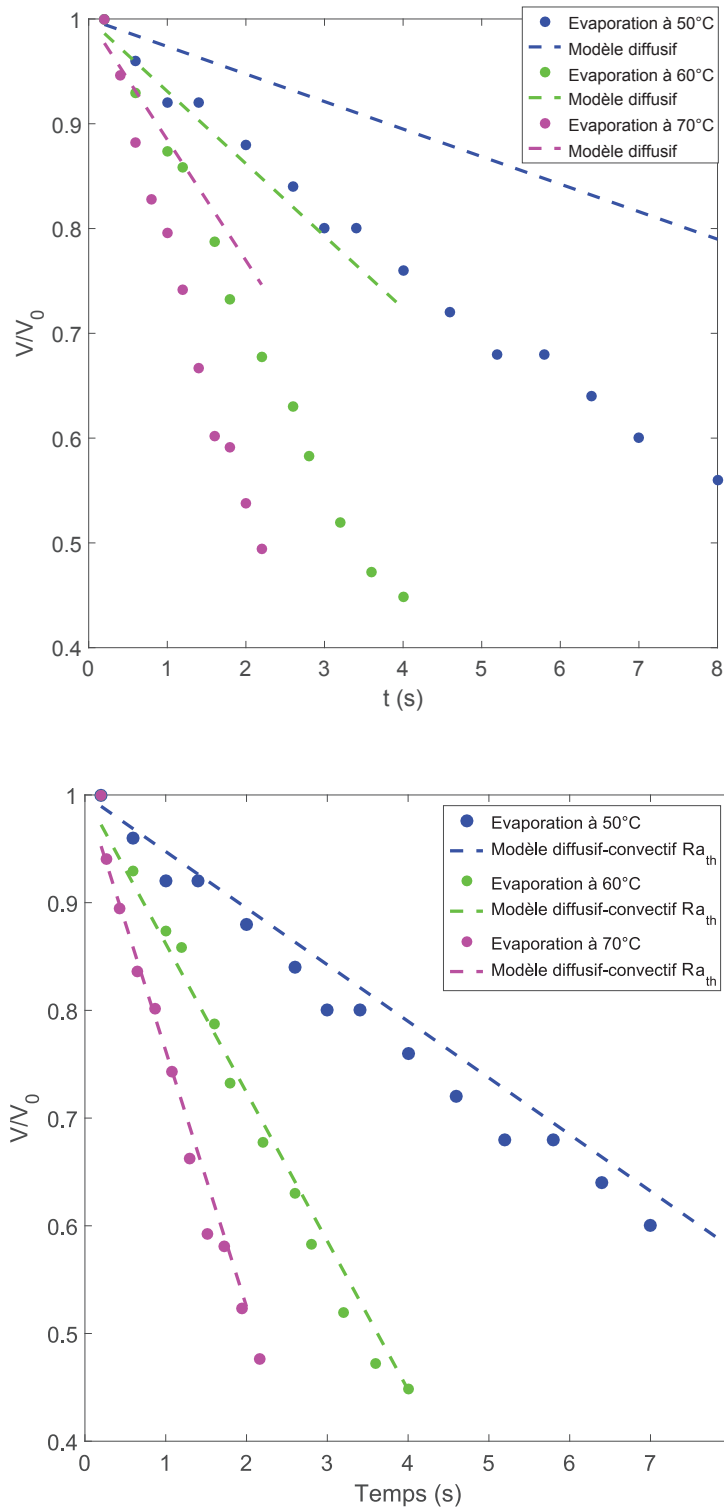 1
0.9
0.8
0.7
0.6
0.5
0.4
V/V0
0 1 2 3 4 5 6 7 8
t (s)
Evaporation à 50°C
Modèle diffusif
Evaporation à 60°C
Modèle diffusif
Evaporation à 70°C
Modèle diffusif
1
0.9
0.8
0.7
0.6
0.5
0.4
V/V0
0 1 2 3 4 5 6 7
Temps (s)
Evaporation à 50°C
Modèle diffusif-convectif Rath
Evaporation à 60°C
Modèle diffusif-convectif Rath
Evaporation à 70°C
Modèle diffusif-convectif Rath